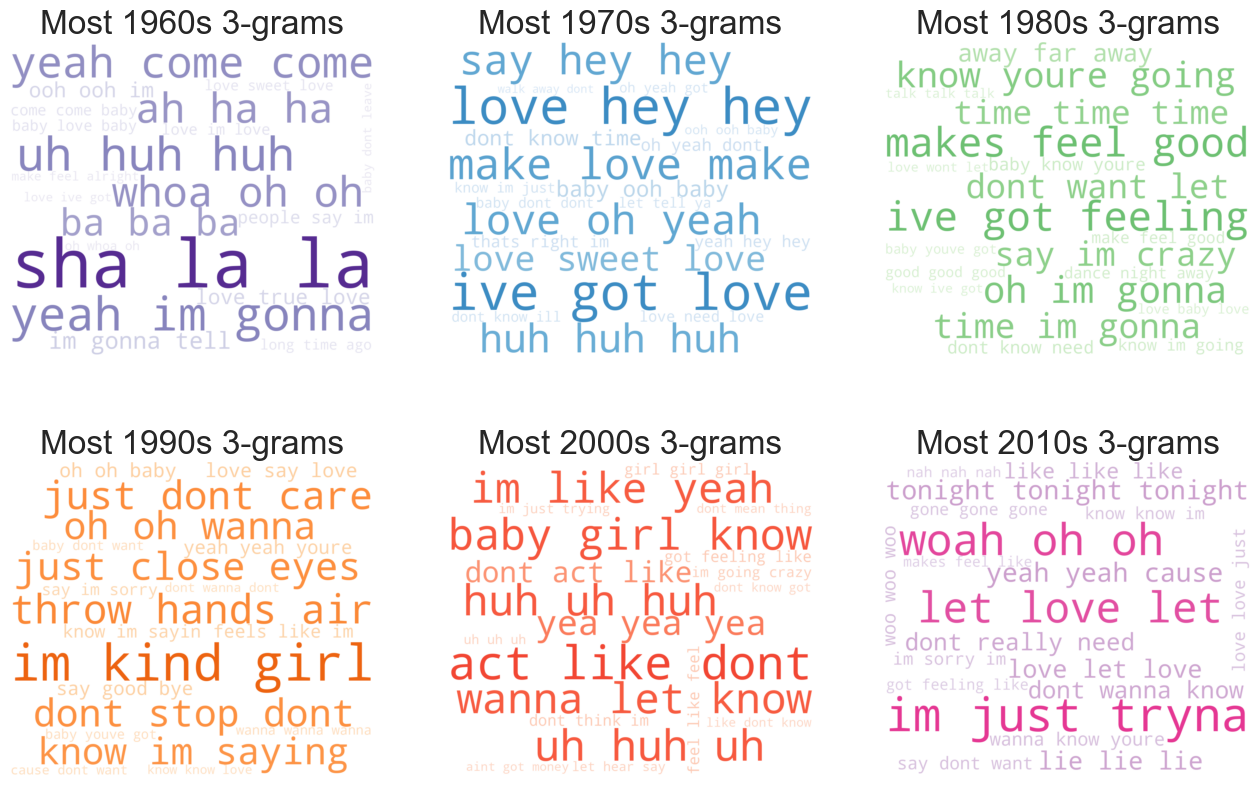 Most 1960s 3-grams
yeah come come
ooh ooh im
love sweet love
come come baby
ah ha ha
baby love baby
love im love
baby dont leave
uh huh huh
make feel alright
love ive got
whoa oh oh
ba ba ba
people say im
oh whoa oh
sha la la
love true love
yeah im gonna
im gonna tell
long time ago
Most 1970s 3-grams
say hey hey
walk away dont
oh yeah got
love hey hey
dont know time
ooh ooh baby
oh yeah dont
make love make
know im just
baby ooh baby
baby dont dont
let tell ya
love oh yeah
thats right im
yeah hey hey
love sweet love
ive got love
dont know ill
love need love
huh huh huh
Most 1980s 3-grams
away far away
know youre going
talk talk talk
time time time
makes feel good
love wont let
baby know youre
dont want let
ive got feeling
make feel good
baby youve got
say im crazy
good good good
dance night away
know ive got
oh im gonna
love baby love
time im gonna
dont know need
know im going
Most 1990s 3-grams
oh oh baby
love say love
just dont care
oh oh wanna
baby dont want
yeah yeah youre
just close eyes
say im sorry
dont wanna dont
throw hands air
know im sayin
feels like im
im kind girl
say good bye
dont stop dont
baby youve got
wanna wanna wanna
know im saying
cause dont want
know know love
Most 2000s 3-grams
girl girl girl
im like yeah
im just trying
dont mean thing
baby girl know
got feeling like
dont act like
im going crazy
dont know got
huh uh huh
yea yea yea
uh uh uh
act like dont
feel like feel
wanna let know
dont think im
like dont know
uh huh uh
aint got money
let hear say
Most 2010s 3-grams
nah nah nah
like like like
tonight tonight tonight
gone gone gone
know know im
woah oh oh
woo woo woo
makes feel like
yeah yeah cause
love love just
let love let
dont really need
im sorry im
love let love
got feeling like
dont wanna know
im just tryna
wanna know youre
say dont want
lie lie lie